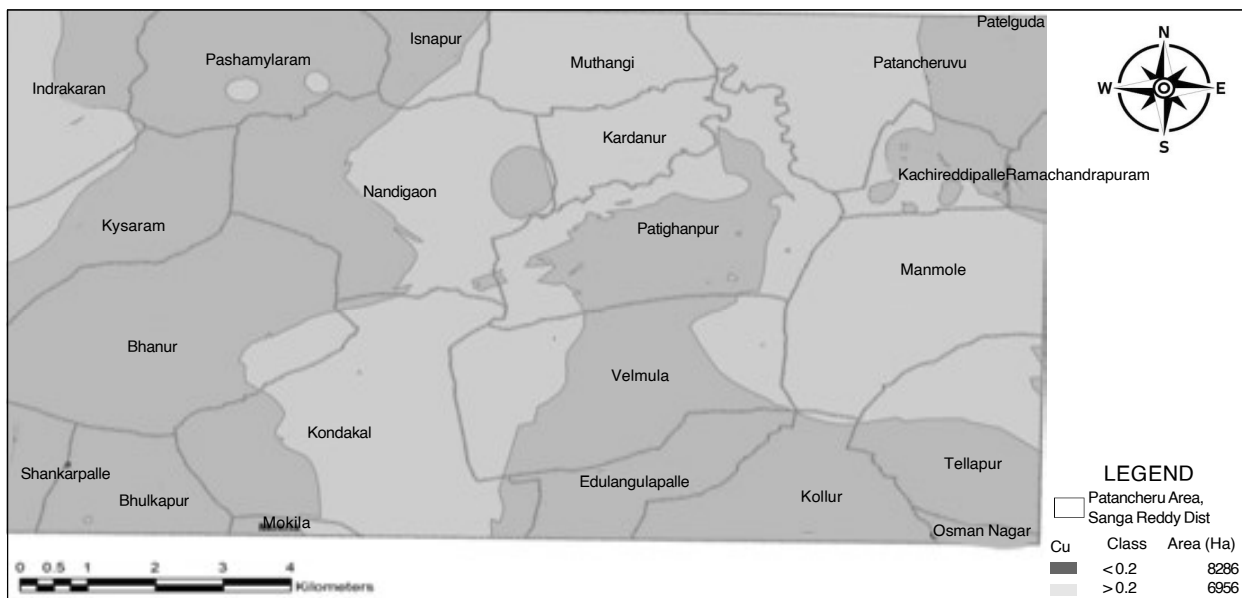 Patelguda
Isnapur
N
Pashamylaram
Muthangi
Patancheruvu
Indrakaran
W
E
Kardanur
S
KachireddipalleRamachandrapuram
Nandigaon
Kysaram
Patighanpur
Manmole
Bhanur
Velmula
Kondakal
Shankarpalle
Tellapur
Edulangulapalle
Bhulkapur
Kollur
Mokila
Osman Nagar
LEGEND
Patancheru Area,
Sanga Reddy Dist
Cu Class Area (Ha)
<0.2 8286
>0.2 6956
0 0.5 1 2 3 4
Kilometers